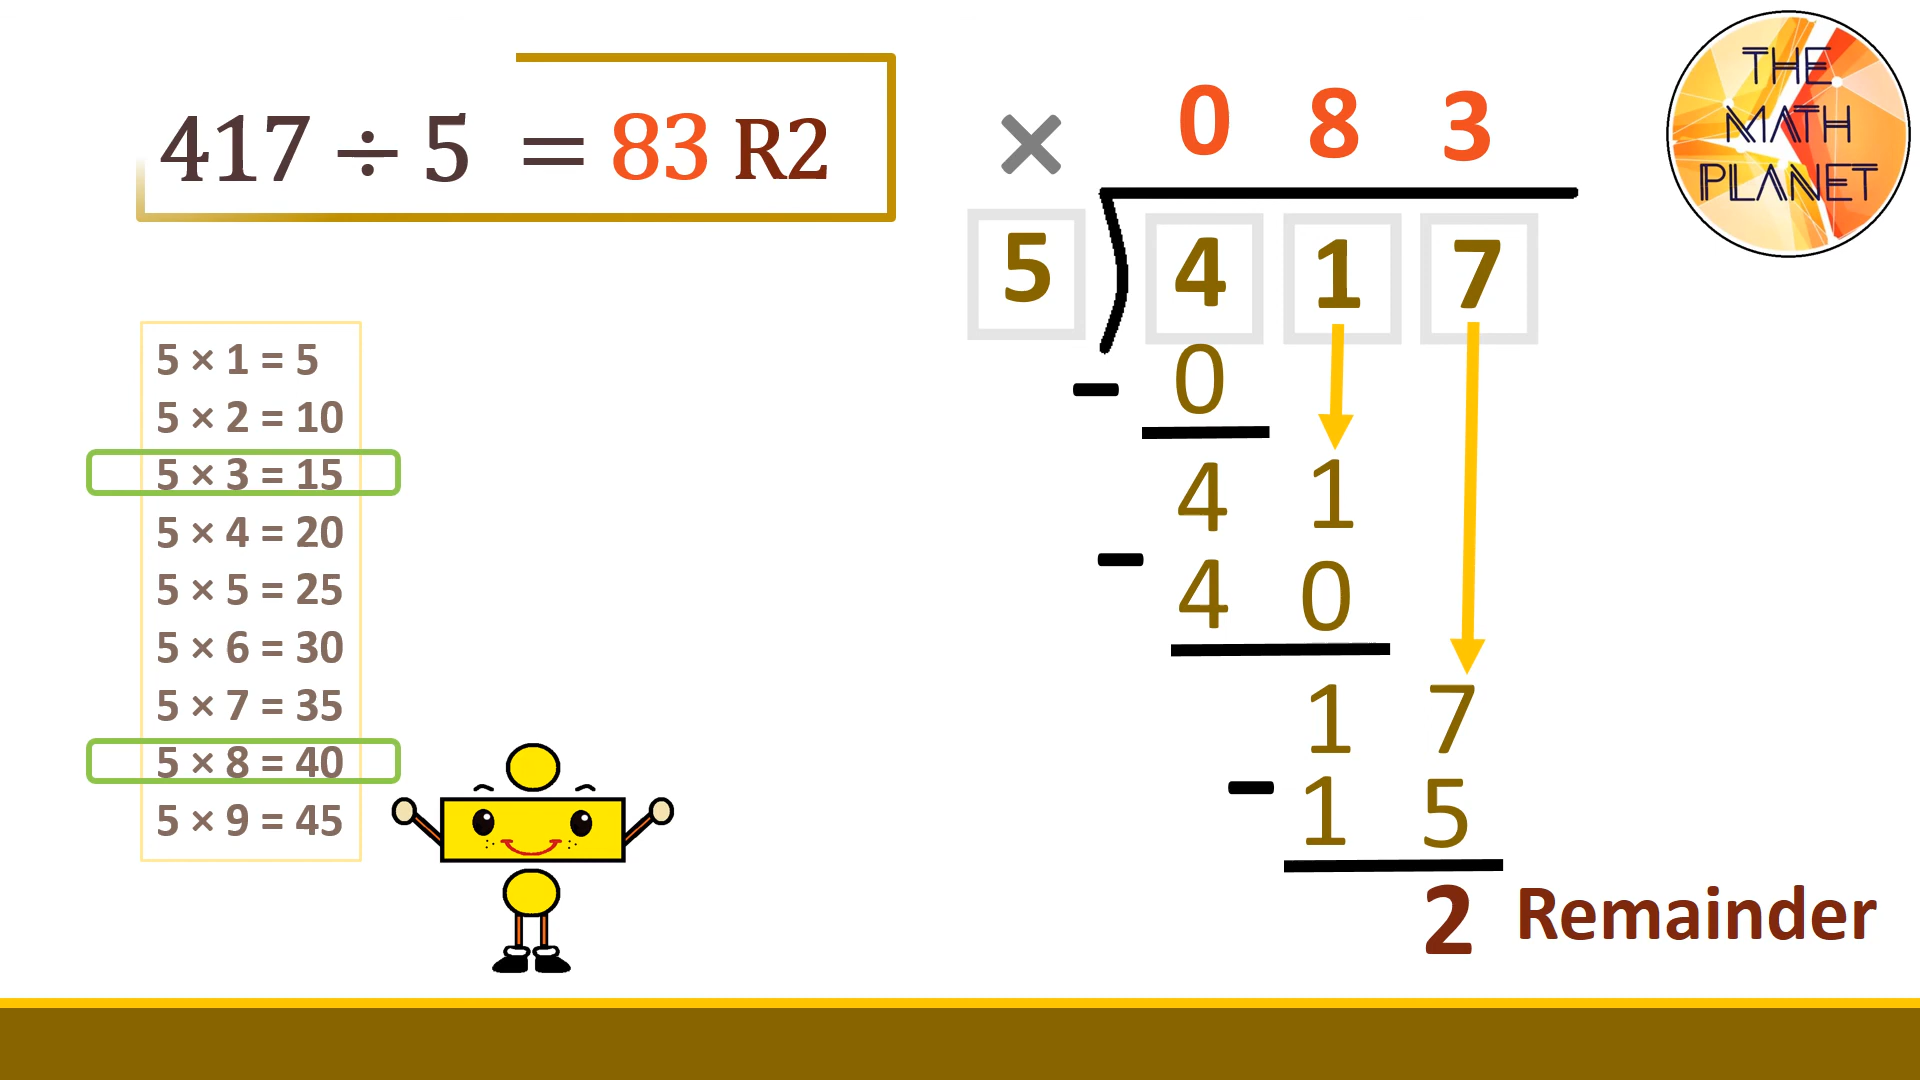 417 ÷ 5 = 83 R2
5 × 1 = 5
5 × 2 = 10
5 × 3 = 15
5 × 4 = 20
5 × 5 = 25
5 × 6 = 30
5 × 7 = 35
5 × 8 = 40
5 × 9 = 45
× 0 8 3
5 4 1 7
- 0
4 1
- 4 0
1 7
- 1 5
2 Remainder
THE
MATH
PLANET